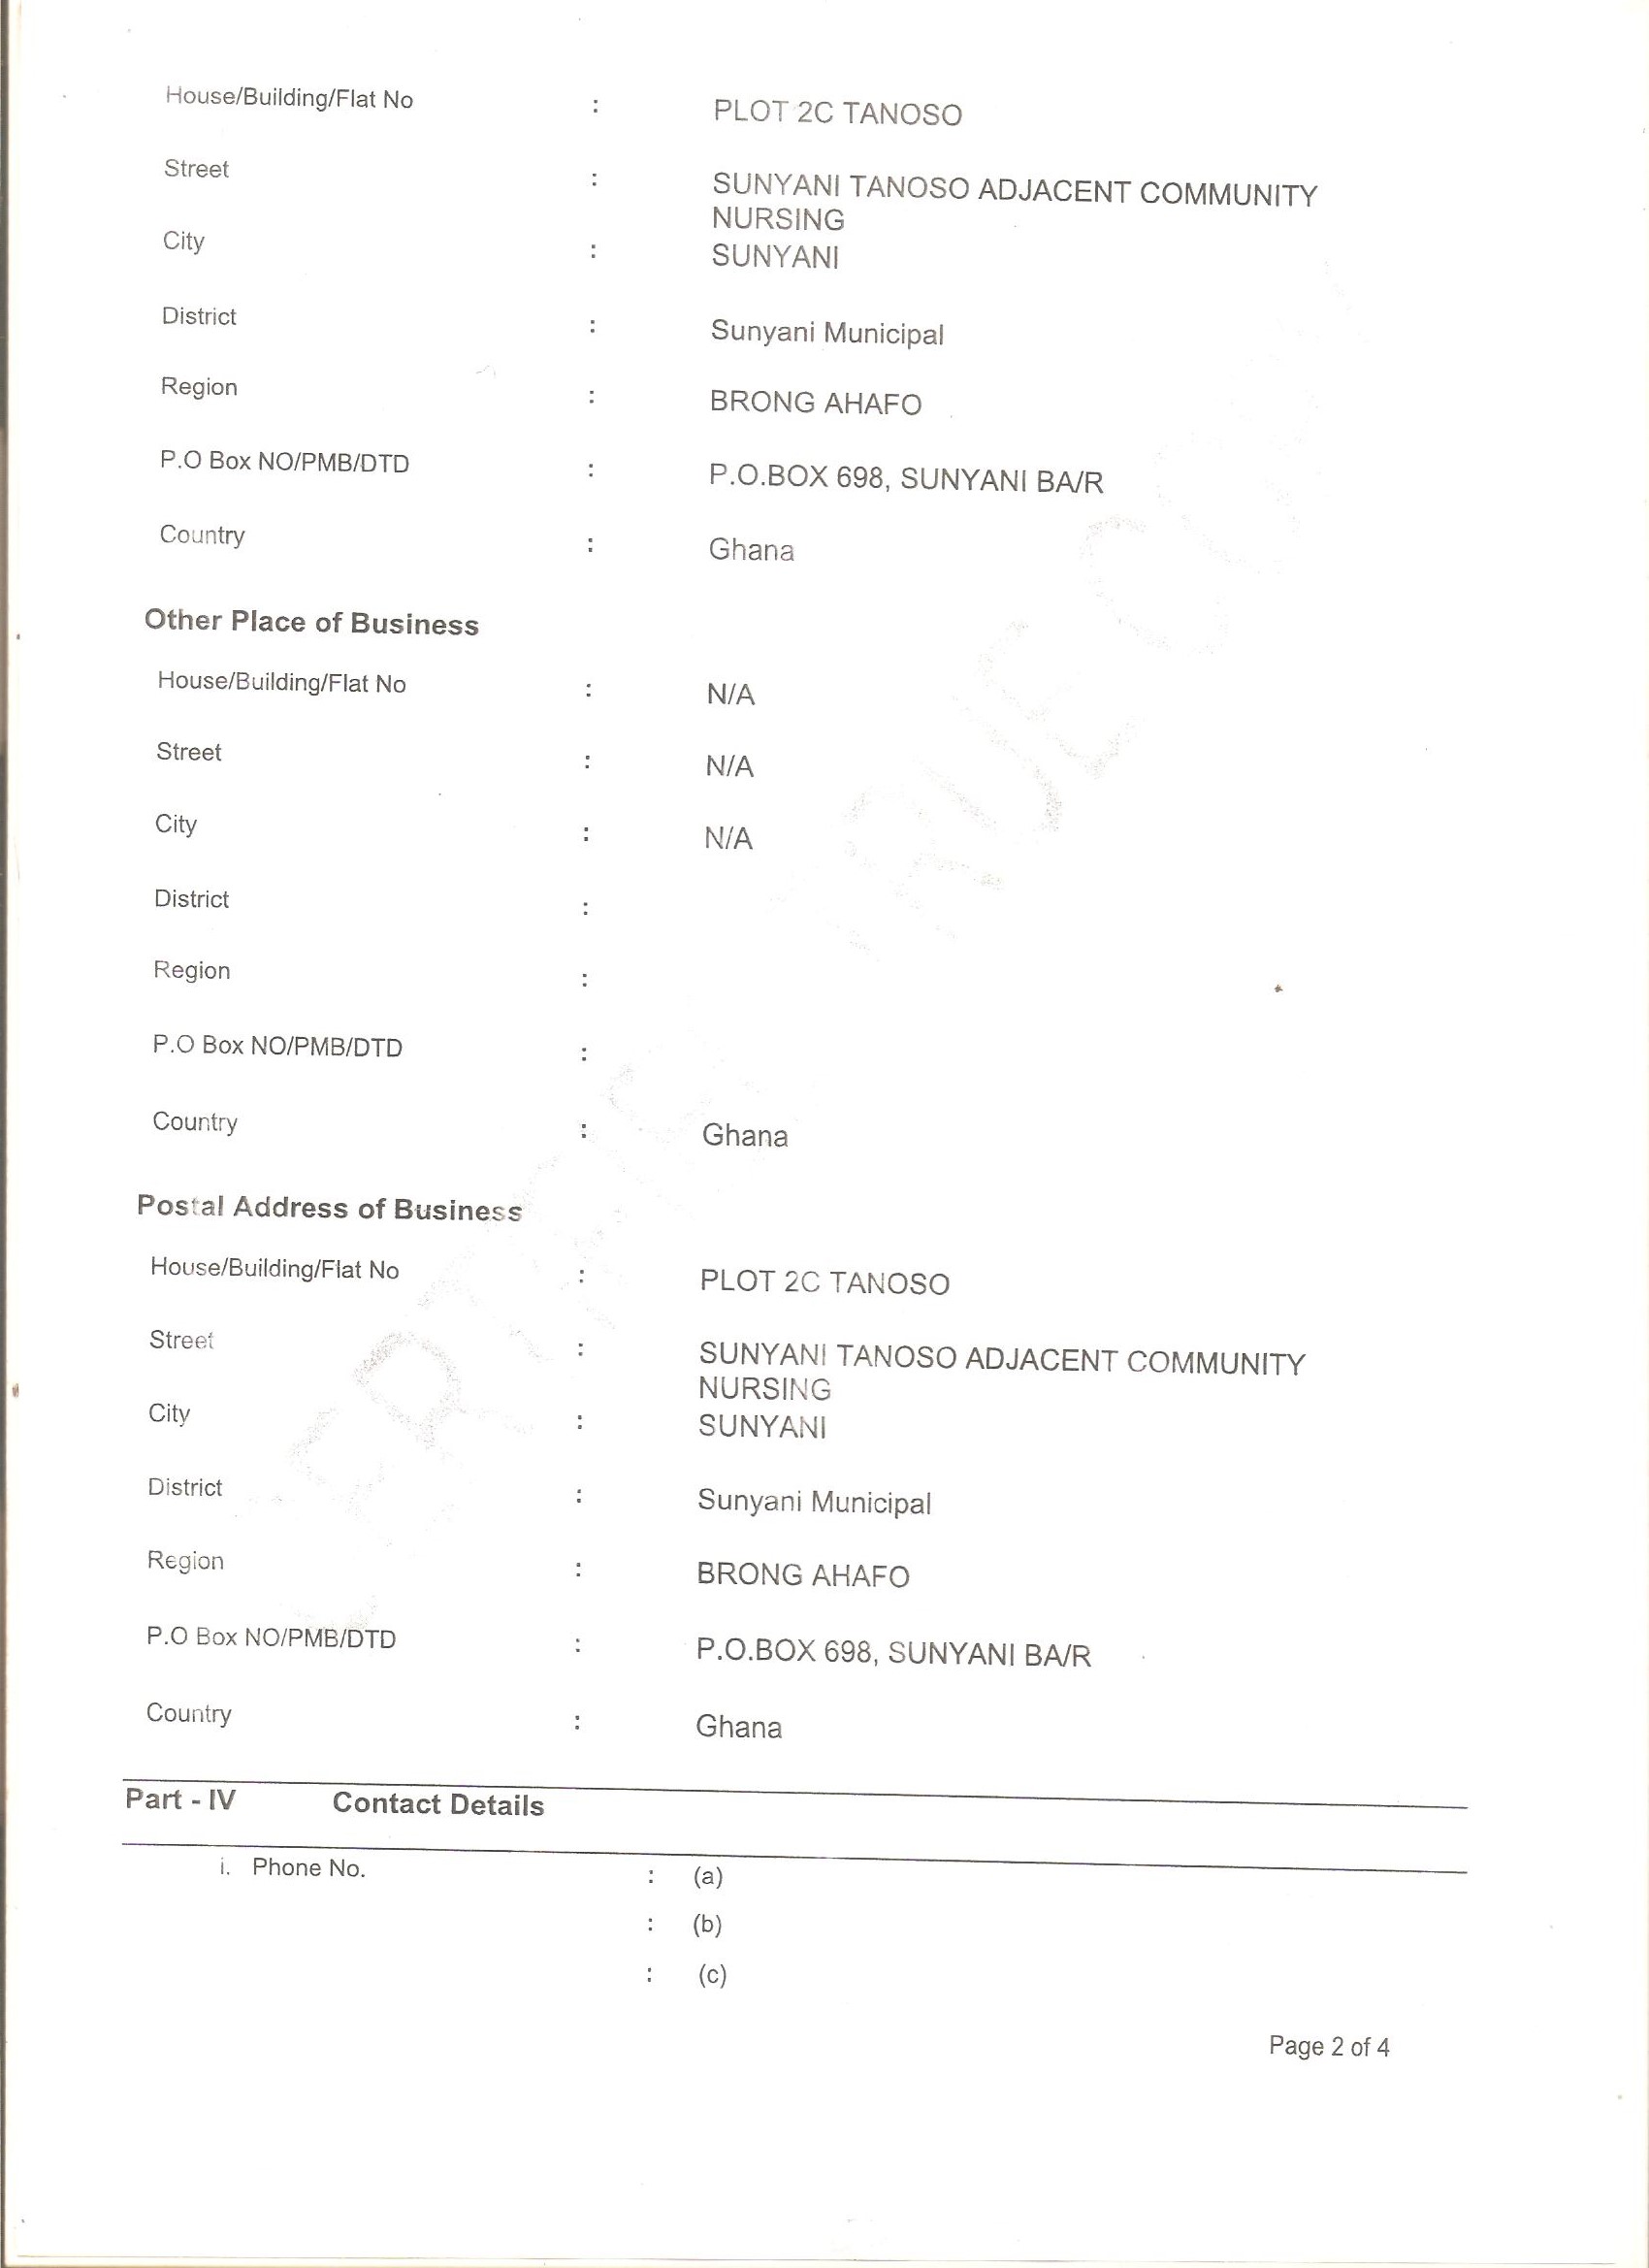 House/Building/Flat No : PLOT 2C TANOSO
Street : SUNYANI TANOSO ADJACENT COMMUNITY
NURSING
City : SUNYANI
District : Sunyani Municipal
Region : BRONG AHAFO
P.O Box NO/PMB/DTD : P.O.BOX 698, SUNYANI BA/R
Country : Ghana
Other Place of Business
House/Building/Flat No : N/A
Street : N/A
City : N/A
District :
Region :
P.O Box NO/PMB/DTD :
Country : Ghana
Postal Address of Business
House/Building/Flat No : PLOT 2C TANOSO
Street : SUNYANI TANOSO ADJACENT COMMUNITY
NURSING
City : SUNYANI
District : Sunyani Municipal
Region : BRONG AHAFO
P.O Box NO/PMB/DTD : P.O.BOX 698, SUNYANI BA/R
Country : Ghana
Part - IV Contact Details
i. Phone No. : (a)
: (b)
: (c)
Page 2 of 4